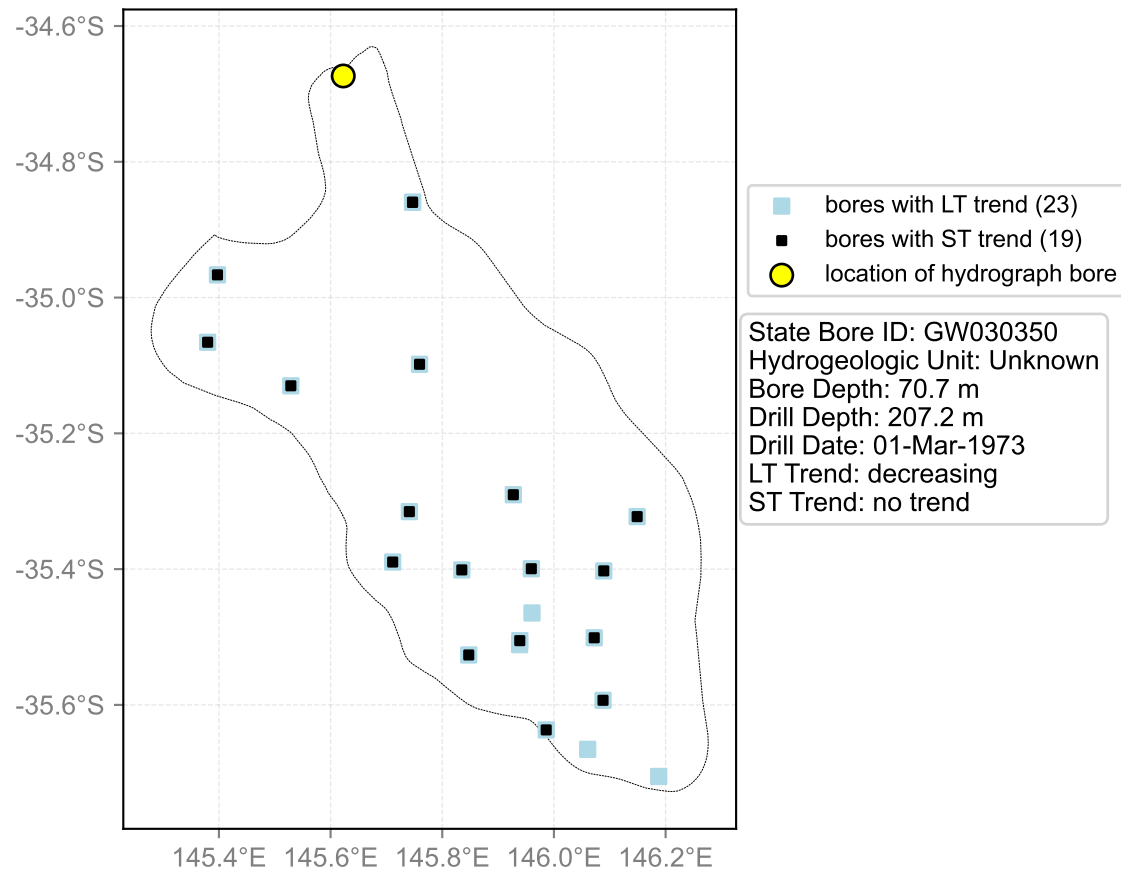 -34.6°S
-34.8°S
-35.0°S
-35.2°S
-35.4°S
-35.6°S
145.4°E
145.6°E
145.8°E
146.0°E
146.2°E
bores with LT trend (23)
bores with ST trend (19)
location of hydrograph bore
State Bore ID: GW030350
Hydrogeologic Unit: Unknown
Bore Depth: 70.7 m
Drill Depth: 207.2 m
Drill Date: 01-Mar-1973
LT Trend: decreasing
ST Trend: no trend